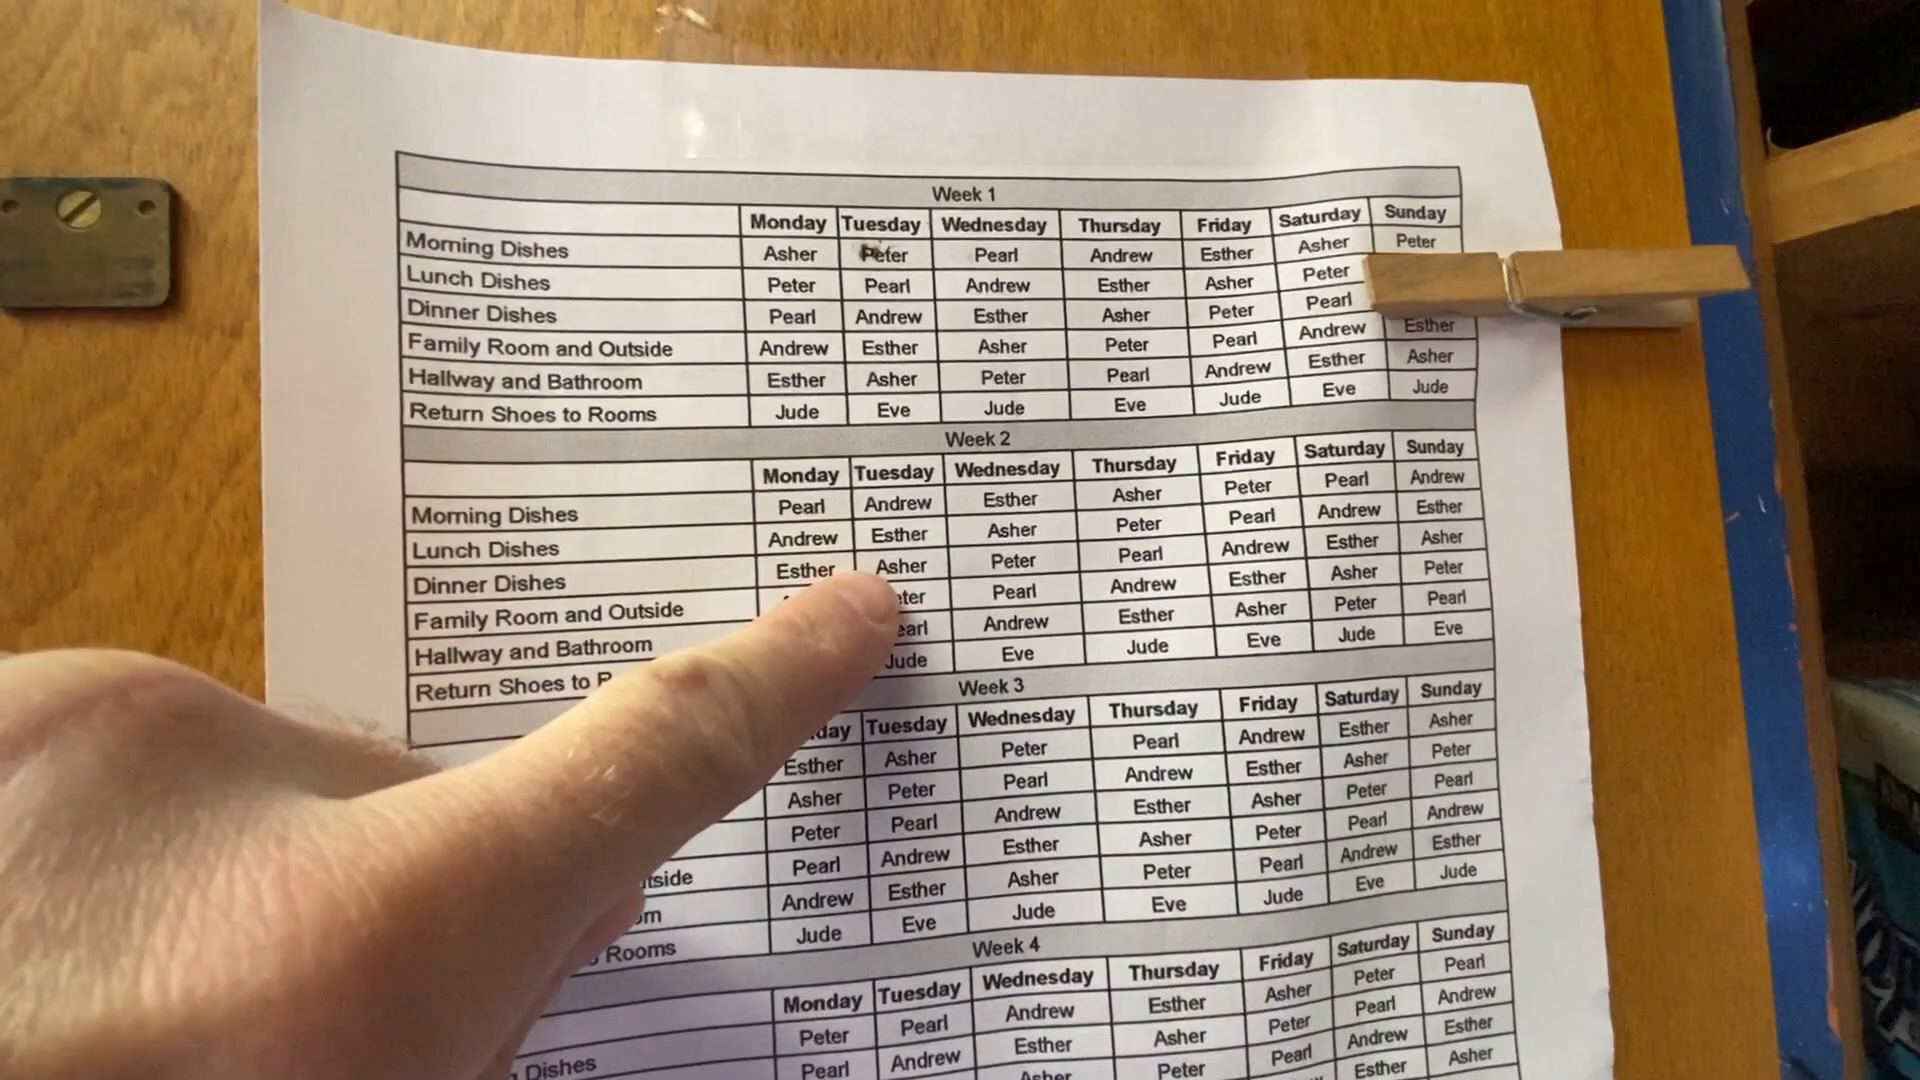 Week 1
Monday Tuesday Wednesday Thursday Friday Saturday Sunday
Morning Dishes Asher Peter Pearl Andrew Esther Asher Peter
Lunch Dishes Peter Pearl Andrew Esther Asher Peter
Dinner Dishes Pearl Andrew Esther Asher Peter Pearl
Family Room and Outside Andrew Esther Asher Peter Pearl Andrew Esther
Hallway and Bathroom Esther Asher Peter Pearl Andrew Esther Asher
Return Shoes to Rooms Jude Eve Jude Eve Jude Eve Jude
Week 2
Monday Tuesday Wednesday Thursday Friday Saturday Sunday
Morning Dishes Pearl Andrew Esther Asher Peter Pearl Andrew
Lunch Dishes Andrew Esther Asher Peter Pearl Andrew Esther
Dinner Dishes Esther Asher Peter Pearl Andrew Esther Asher
Family Room and Outside Pearl Andrew Esther Asher Peter
Hallway and Bathroom Andrew Esther Asher Peter Pearl
Return Shoes to Jude Eve Jude Eve Jude Eve
Week 3
Tuesday Wednesday Thursday Friday Saturday Sunday
Esther Asher Peter Pearl Andrew Esther Asher
Asher Peter Pearl Andrew Esther Asher Peter
Peter Pearl Andrew Esther Asher Peter Pearl
Pearl Andrew Esther Asher Peter Pearl Andrew
Andrew Esther Asher Peter Pearl Andrew Esther
Rooms Jude Eve Jude Eve Jude Eve Jude
Week 4
Monday Tuesday Wednesday Thursday Friday Saturday Sunday
Peter Pearl Andrew Esther Asher Peter Pearl
Dishes Pearl Andrew Esther Asher Peter Pearl Andrew
Asher Peter Pearl Andrew Esther
Esther Asher